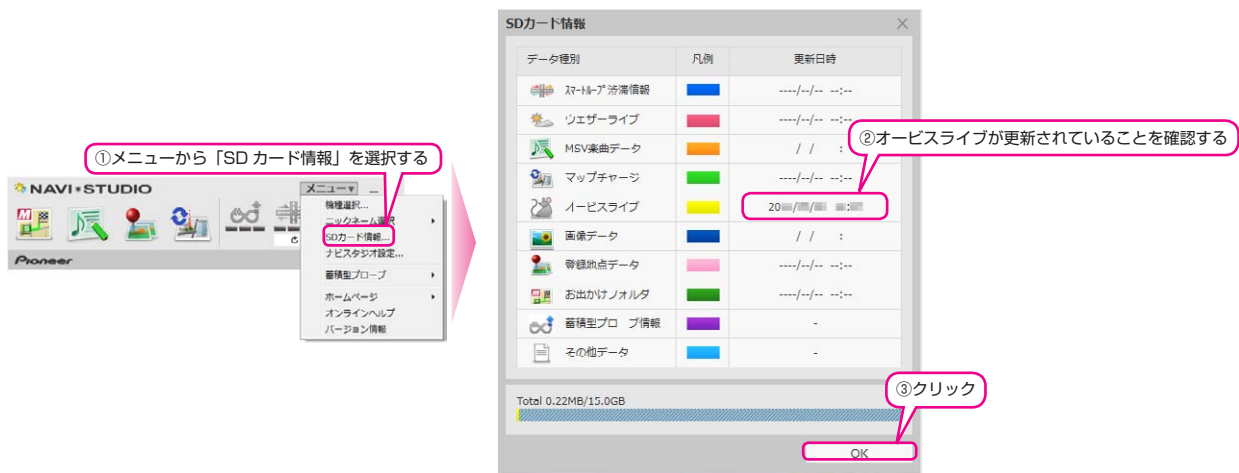 ①メニューから「SD カード情報」を選択する
NAVI*STUDIO
メニュー▼
機種選択...
ニックネーム選択
SDカード情報...
ナビスタジオ設定...
蓄積型プローブ
ホームページ
オンラインヘルプ
バージョン情報
Pioneer
SDカード情報
データ種別 凡例 更新日時
スマートループ渋滞情報 ----/--/-- --:--
ウェザーライブ ----/--/-- --:--
②オービスライブが更新されていることを確認する
MSV楽曲データ / / :
マップチャージ ----/--/-- --:--
オービスライブ 20 / / :
画像データ / / :
登録地点データ ----/--/-- --:--
お出かけフォルダ ----/--/-- --:--
蓄積型プロ ブ情報 -
その他データ -
Total 0.22MB/15.0GB
③クリック
OK